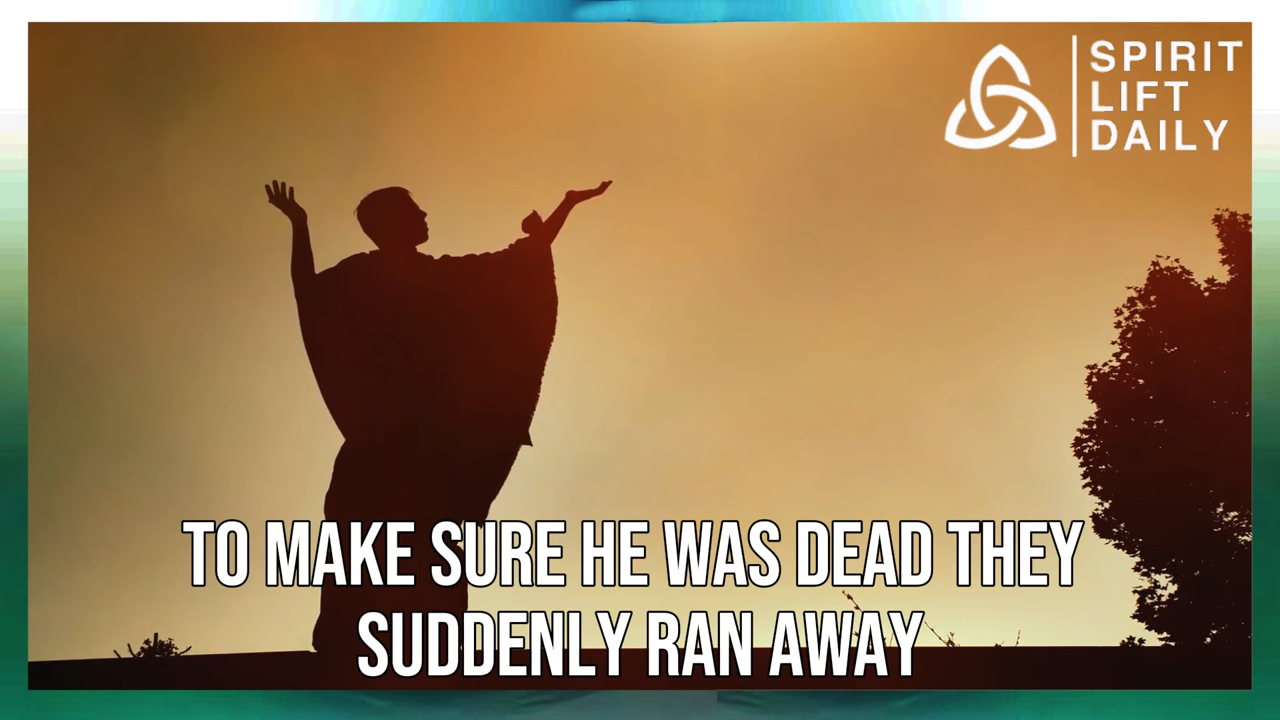 SPIRIT
LIFT
DAILY
TO MAKE SURE HE WAS DEAD THEY
SUDDENLY RAN AWAY